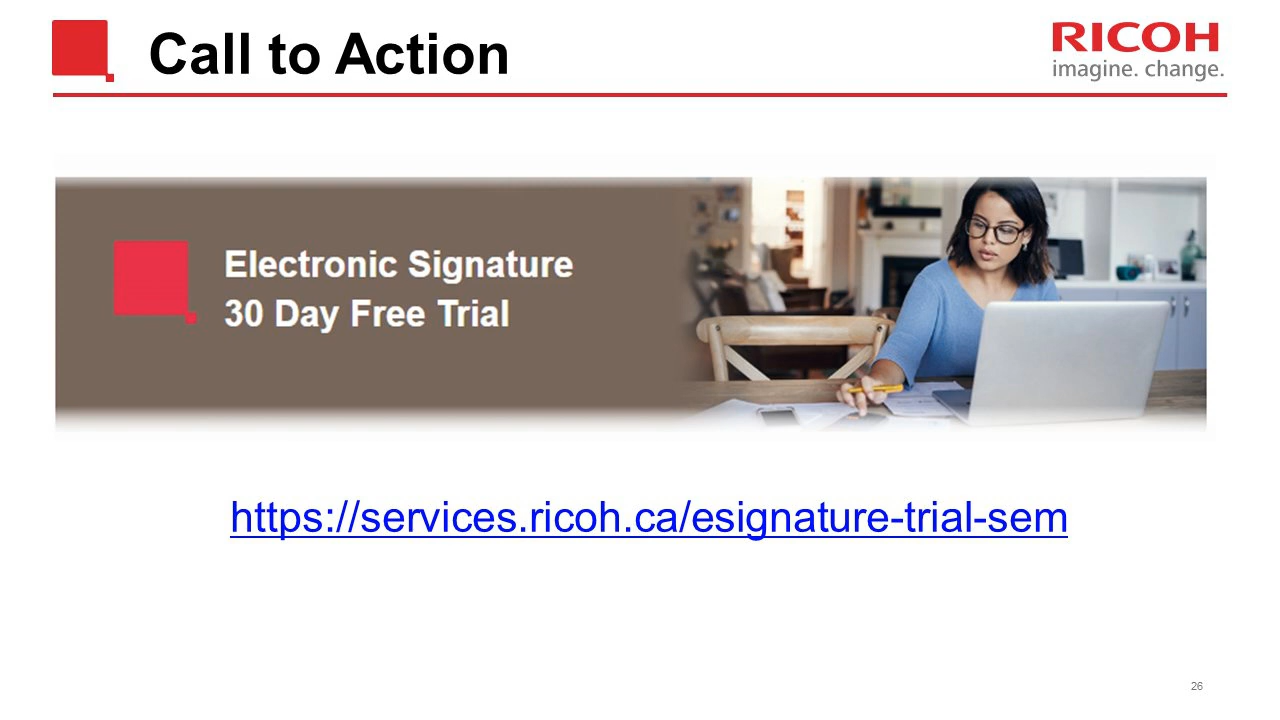 Call to Action
RICOH
imagine. change.
Electronic Signature
30 Day Free Trial
https://services.ricoh.ca/esignature-trial-sem
26